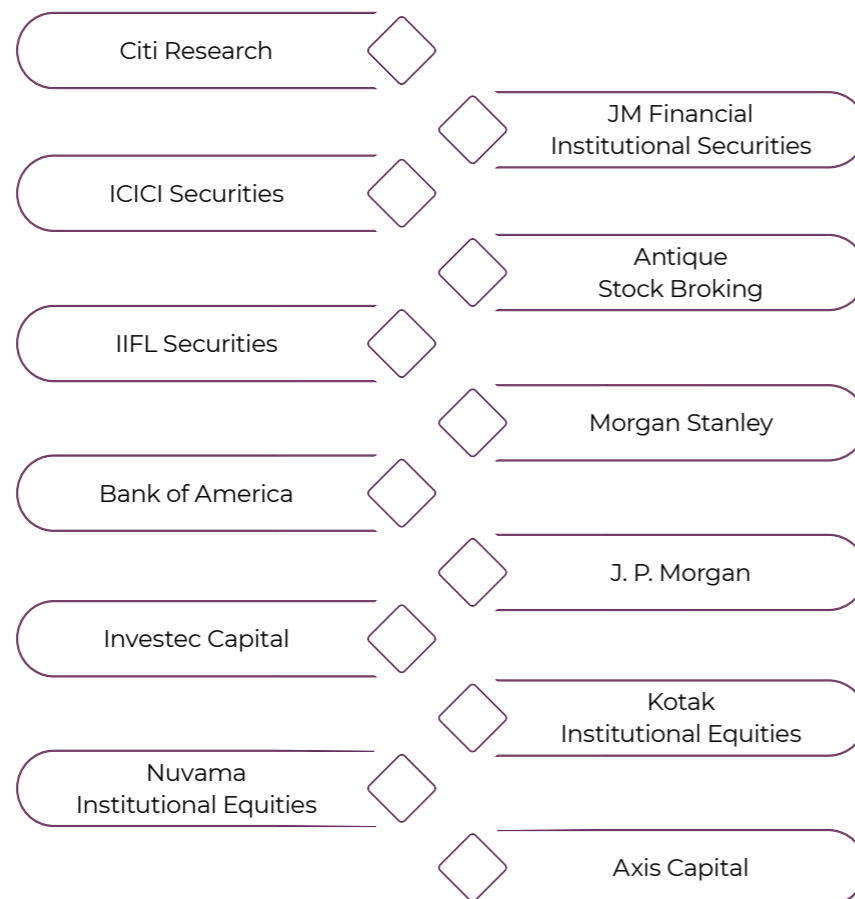 Citi Research
JM Financial
Institutional Securities
ICICI Securities
Antique
Stock Broking
IIFL Securities
Morgan Stanley
Bank of America
J. P. Morgan
Investec Capital
Kotak
Institutional Equities
Nuvama
Institutional Equities
Axis Capital